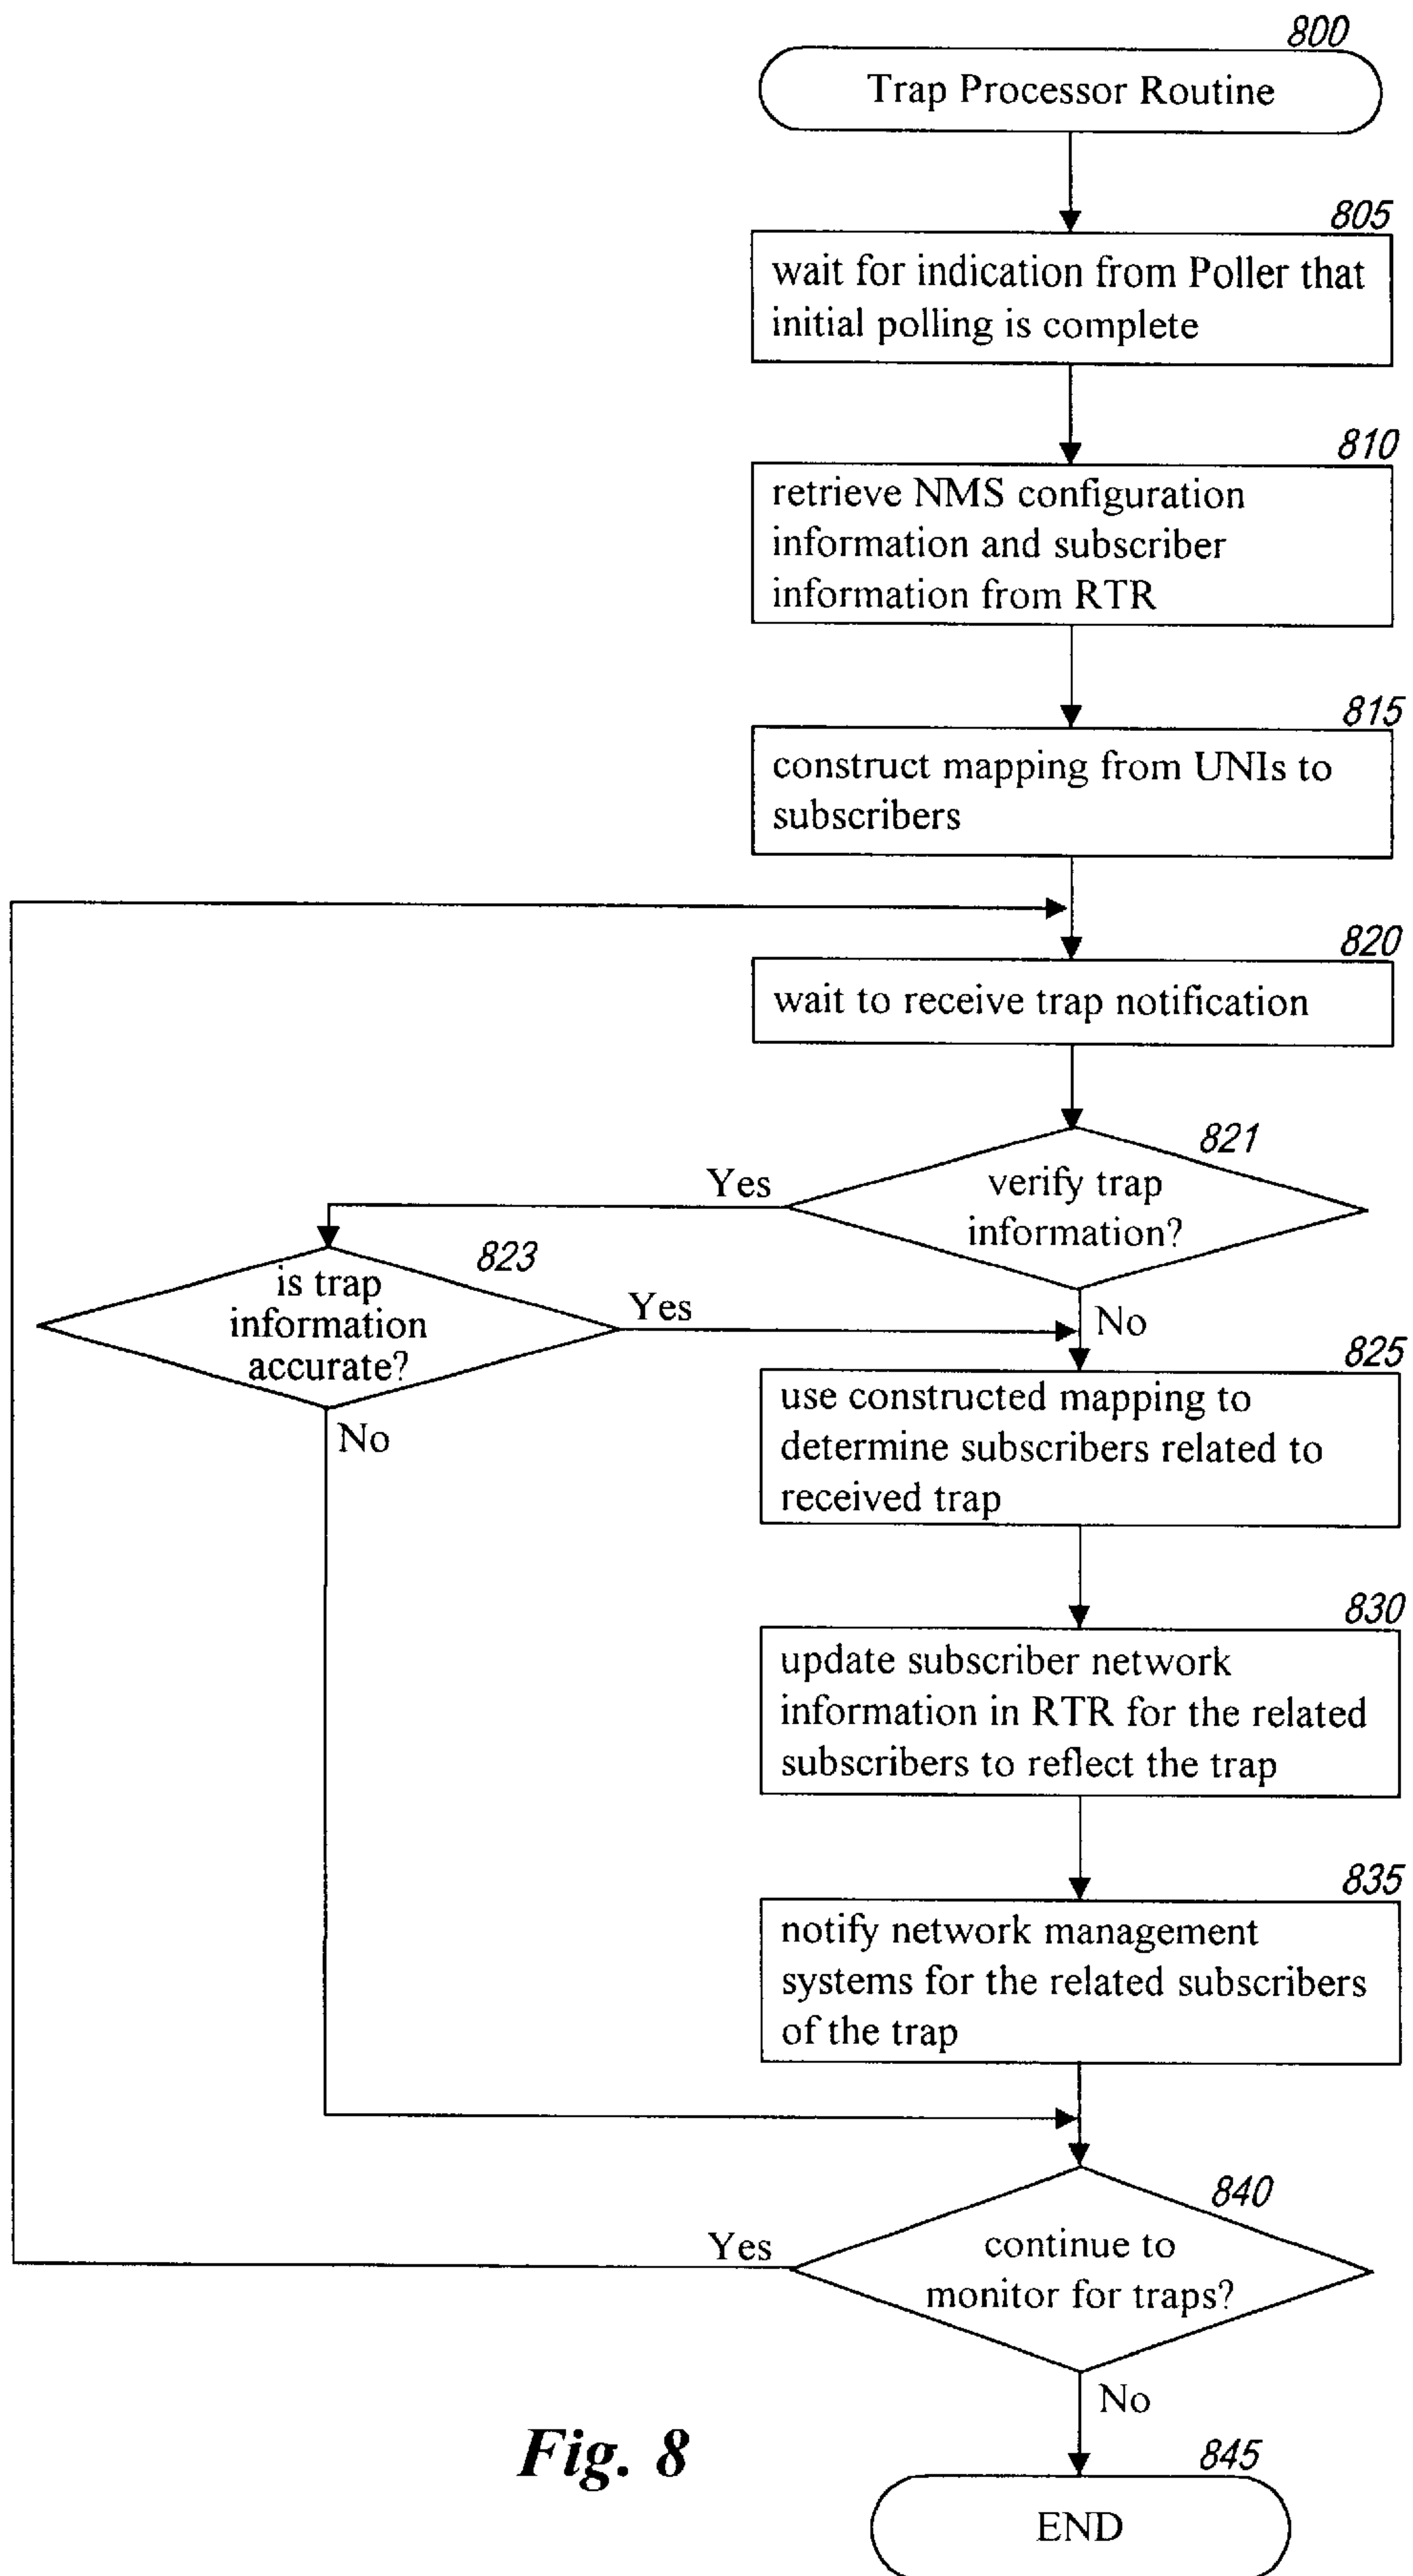 800
Trap Processor Routine
805
wait for indication from Poller that
initial polling is complete
810
retrieve NMS configuration
information and subscriber
information from RTR
815
construct mapping from UNIs to
subscribers
820
wait to receive trap notification
821
verify trap
information?
Yes
No
823
is trap
information
accurate?
Yes
No
825
use constructed mapping to
determine subscribers related to
received trap
830
update subscriber network
information in RTR for the related
subscribers to reflect the trap
835
notify network management
systems for the related subscribers
of the trap
840
continue to
monitor for traps?
Yes
No
845
END
Fig. 8